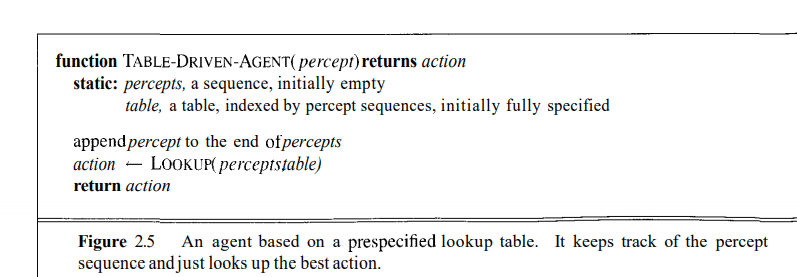 function TABLE-DRIVEN-AGENT(percept) returns action
static: percepts, a sequence, initially empty
table, a table, indexed by percept sequences, initially fully specified
append percept to the end of percepts
action ← LOOKUP(percepts, table)
return action
Figure 2.5 An agent based on a prespecified lookup table. It keeps track of the percept
sequence and just looks up the best action.